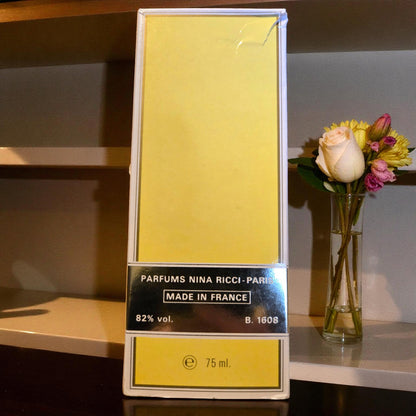 PARFUMS NINA RICCI-PARIS
MADE IN FRANCE
82% vol. B. 1608
℮ 75 ml.